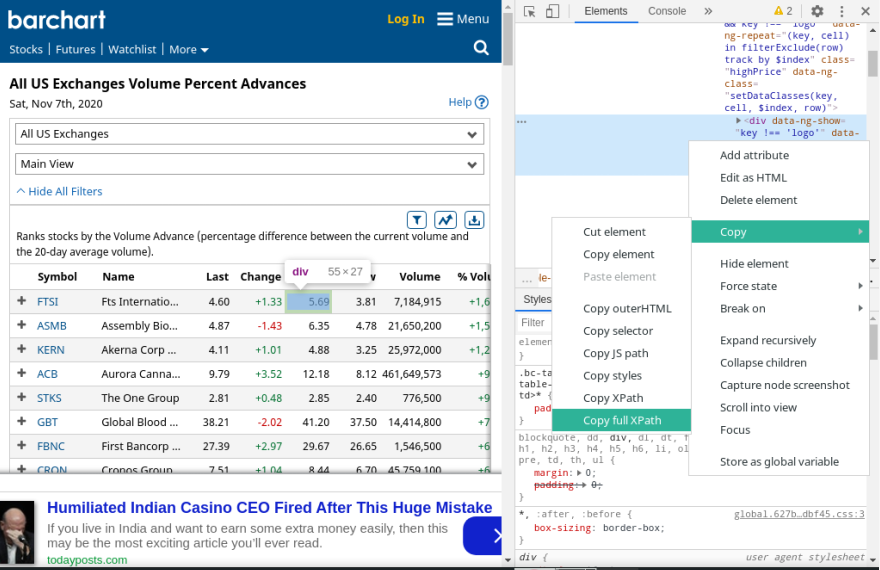 barchart
Log In
Menu
Stocks | Futures | Watchlist | More
All US Exchanges Volume Percent Advances
Sat, Nov 7th, 2020
Help ?
All US Exchanges
Main View
Hide All Filters
Ranks stocks by the Volume Advance (percentage difference between the current volume and
the 20-day average volume).
div 55 × 27
Symbol Name Last Change w Volume % Volu
+ FTSI Fts Internatio... 4.60 +1.33 5.69 3.81 7,184,915 +1,6
+ ASMB Assembly Bio... 4.87 -1.43 6.35 4.78 21,650,200 +1,5
+ KERN Akerna Corp ... 4.11 +1.01 4.88 3.25 25,972,000 +1,2
+ ACB Aurora Canna... 9.79 +3.52 12.18 8.12 461,649,573 +9
+ STKS The One Group 2.81 +0.48 2.85 2.40 776,500 +9
+ GBT Global Blood ... 38.21 -2.02 41.20 37.50 14,414,800 +7
+ FBNC First Bancorp ... 27.39 +2.97 29.67 26.65 1,546,500 +6
+ CRON Cronos Group 7.51 +1.04 8.44 6.70 45,759,100 +6
Humiliated Indian Casino CEO Fired After This Huge Mistake
If you live in India and want to earn some extra money easily, then this
may be the most exciting article you'll ever read.
todayposts.com
Elements Console » 2
&& key !== 'logo'" data-
ng-repeat="(key, cell)
in filterExclude(row)
track by $index" class=
"highPrice" data-ng-
class=
"setDataClasses(key,
cell, $index, row)">
... <div data-ng-show=
"key !== 'logo'" data-
Add attribute
Edit as HTML
Delete element
Copy
Hide element
Force state
Break on
Expand recursively
Collapse children
Capture node screenshot
Scroll into view
Focus
Store as global variable
Cut element
Copy element
Paste element
Copy outerHTML
Copy selector
Copy JS path
Copy styles
Copy XPath
Copy full XPath
... le-
Styles
Filter
elemen
}
.bc-ta
table-
td>* {
pad
}
blockquote, dd, div, dl, dt, f
h1, h2, h3, h4, h5, h6, li, ol
pre, td, th, ul {
margin: 0;
padding: 0;
}
*, :after, :before { global.627b…dbf45.css:3
box-sizing: border-box;
}
div { user agent stylesheet